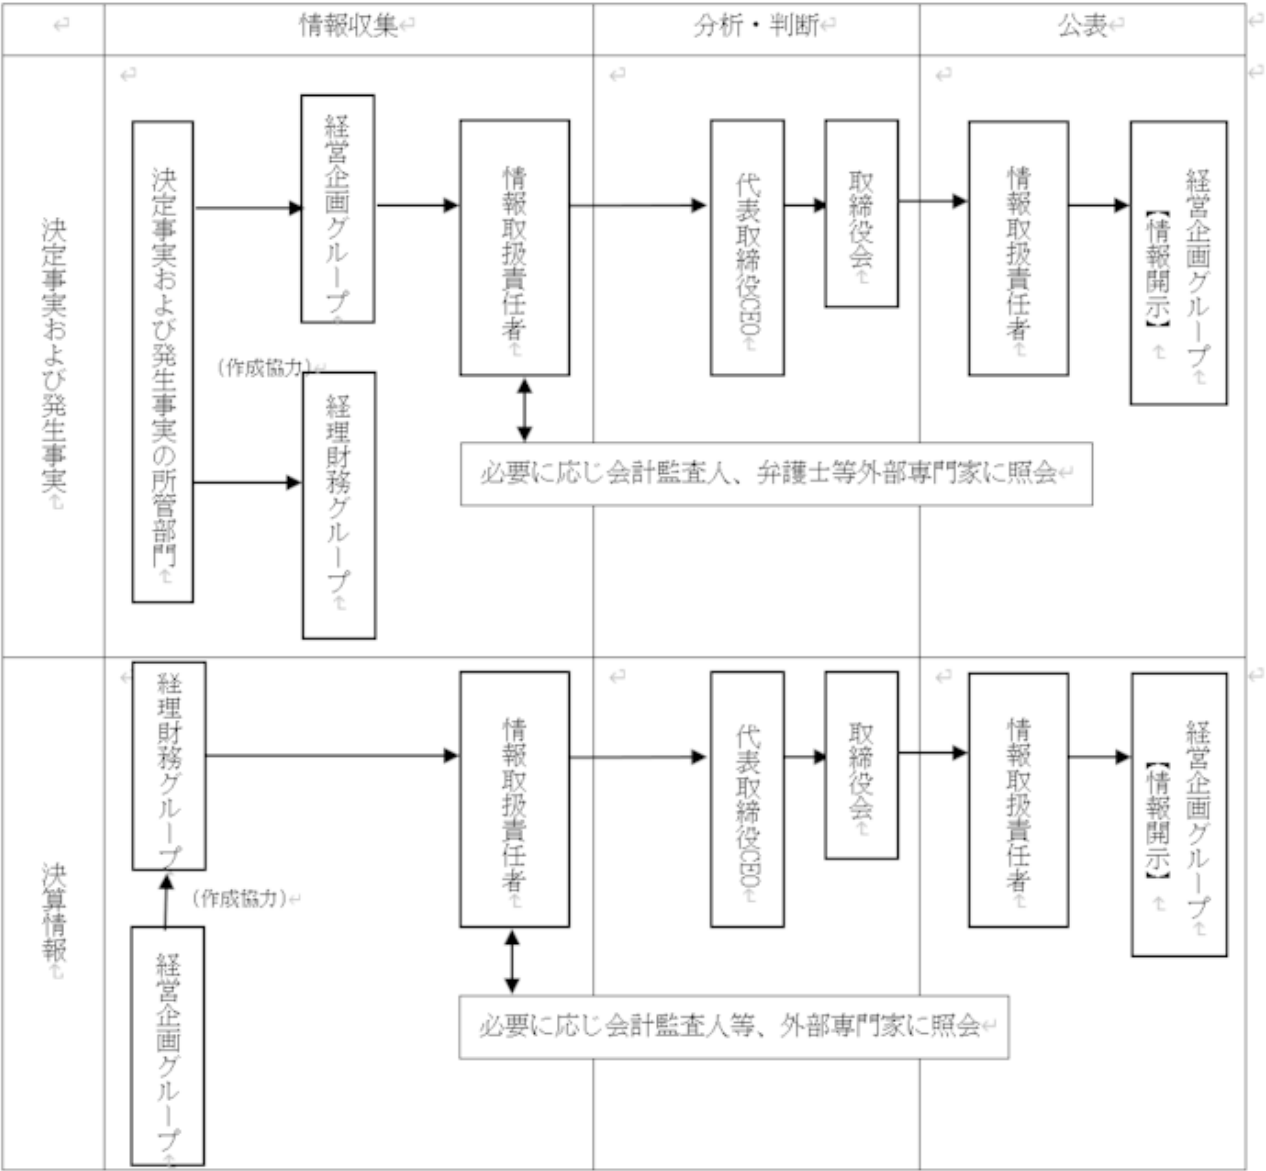 情報収集
分析・判断
公表
決定事実および発生事実
決定事実および発生事実の所管部門
経営企画グループ
(作成協力)
経理財務グループ
情報取扱責任者
代表取締役CEO
取締役会
情報取扱責任者
経営企画グループ
【情報開示】
必要に応じ会計監査人、弁護士等外部専門家に照会
決算情報
経理財務グループ
(作成協力)
経営企画グループ
情報取扱責任者
代表取締役CEO
取締役会
情報取扱責任者
経営企画グループ
【情報開示】
必要に応じ会計監査人等、外部専門家に照会